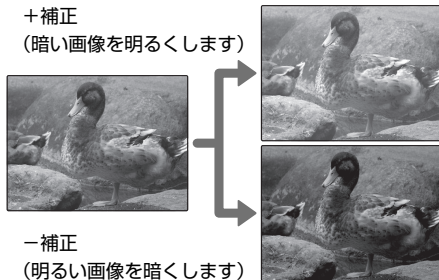 ＋補正
（暗い画像を明るくします）
－補正
（明るい画像を暗くします）